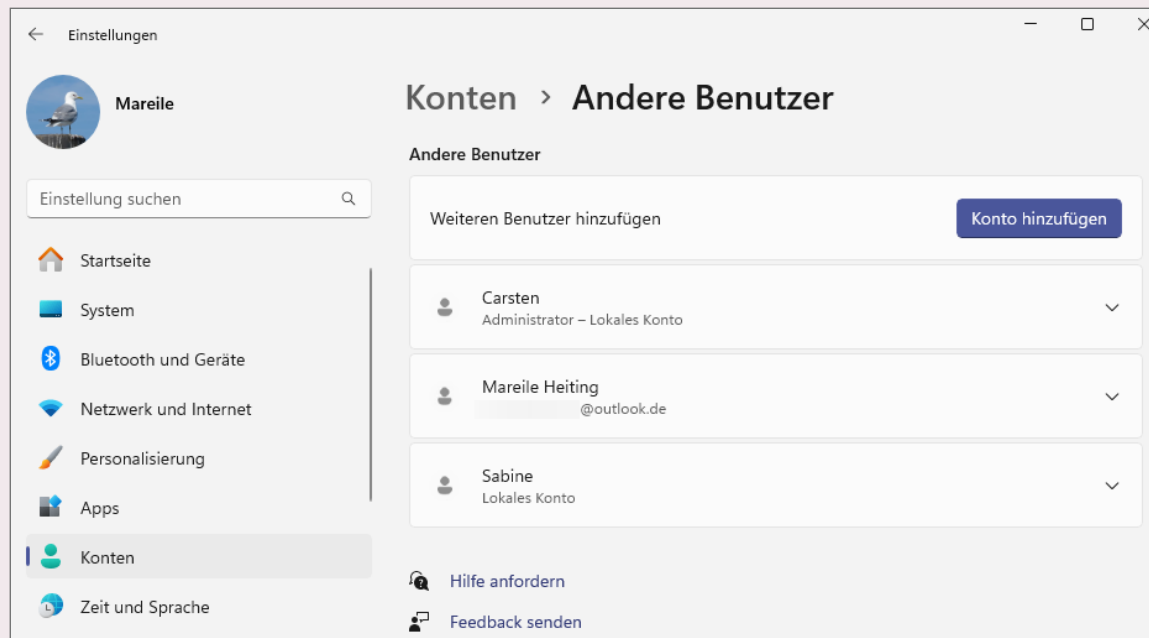 Einstellungen
Mareile
Einstellung suchen
Startseite
System
Bluetooth und Geräte
Netzwerk und Internet
Personalisierung
Apps
Konten
Zeit und Sprache
Konten > Andere Benutzer
Andere Benutzer
Weiteren Benutzer hinzufügen
Konto hinzufügen
Carsten
Administrator – Lokales Konto
Mareile Heiting
@outlook.de
Sabine
Lokales Konto
Hilfe anfordern
Feedback senden